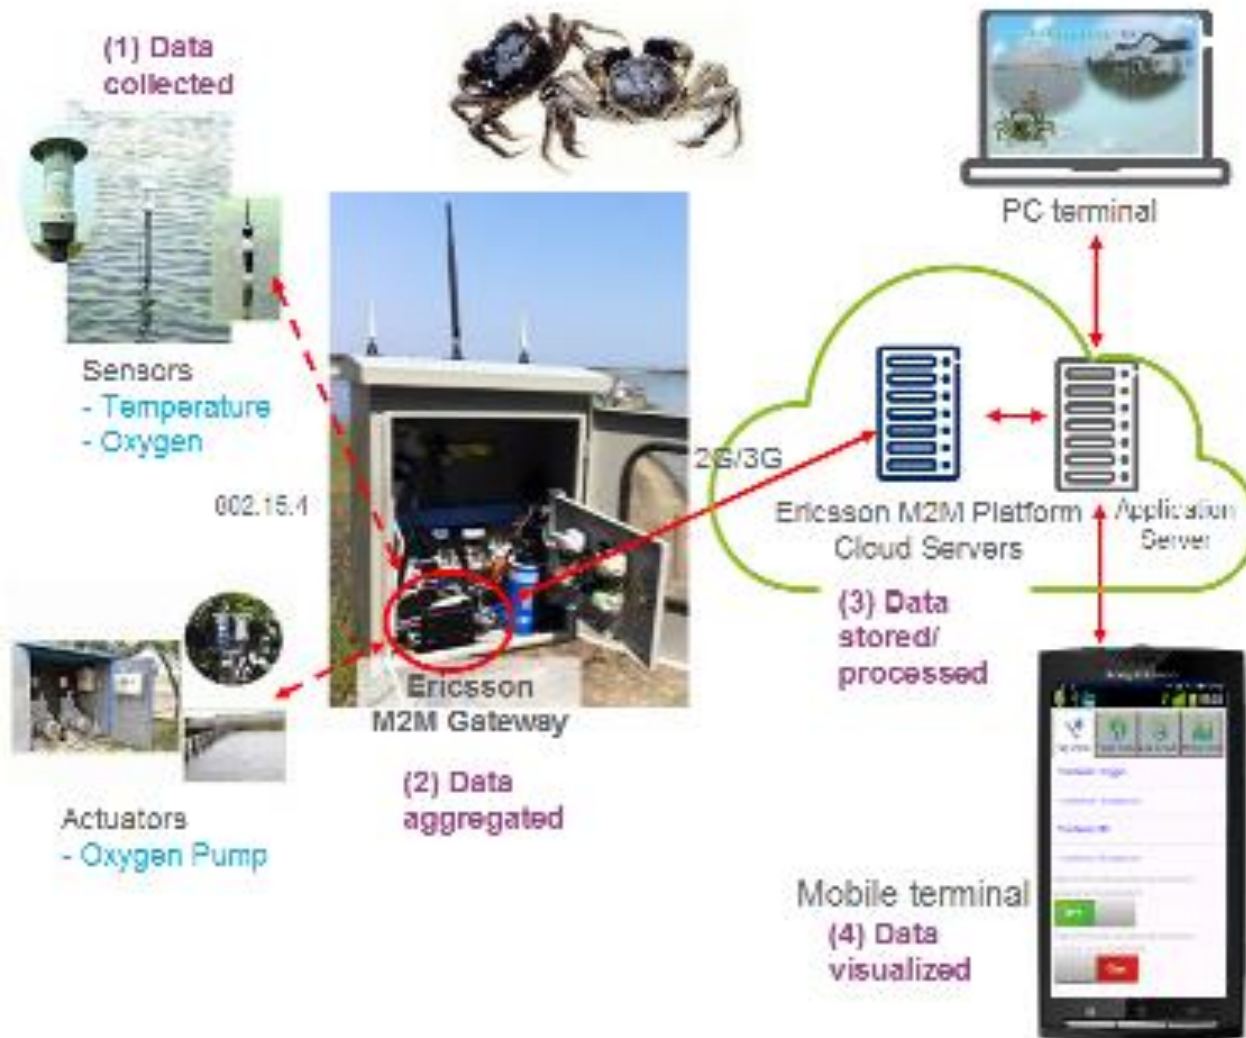 (1) Data
collected
PC terminal
Sensors
- Temperature
- Oxygen
2G/3G
802.15.4
Ericsson M2M Platform
Cloud Servers
Application
Server
(3) Data
stored/
processed
Ericsson
M2M Gateway
(2) Data
aggregated
Actuators
- Oxygen Pump
Mobile terminal
(4) Data
visualized